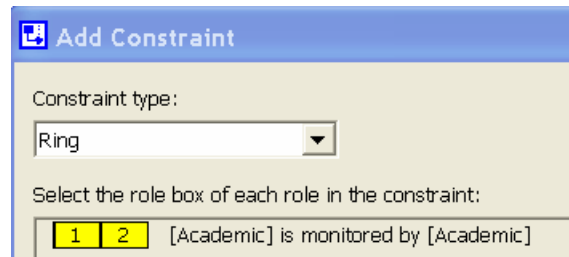 Add Constraint
Constraint type:
Ring
Select the role box of each role in the constraint:
1 2 [Academic] is monitored by [Academic]